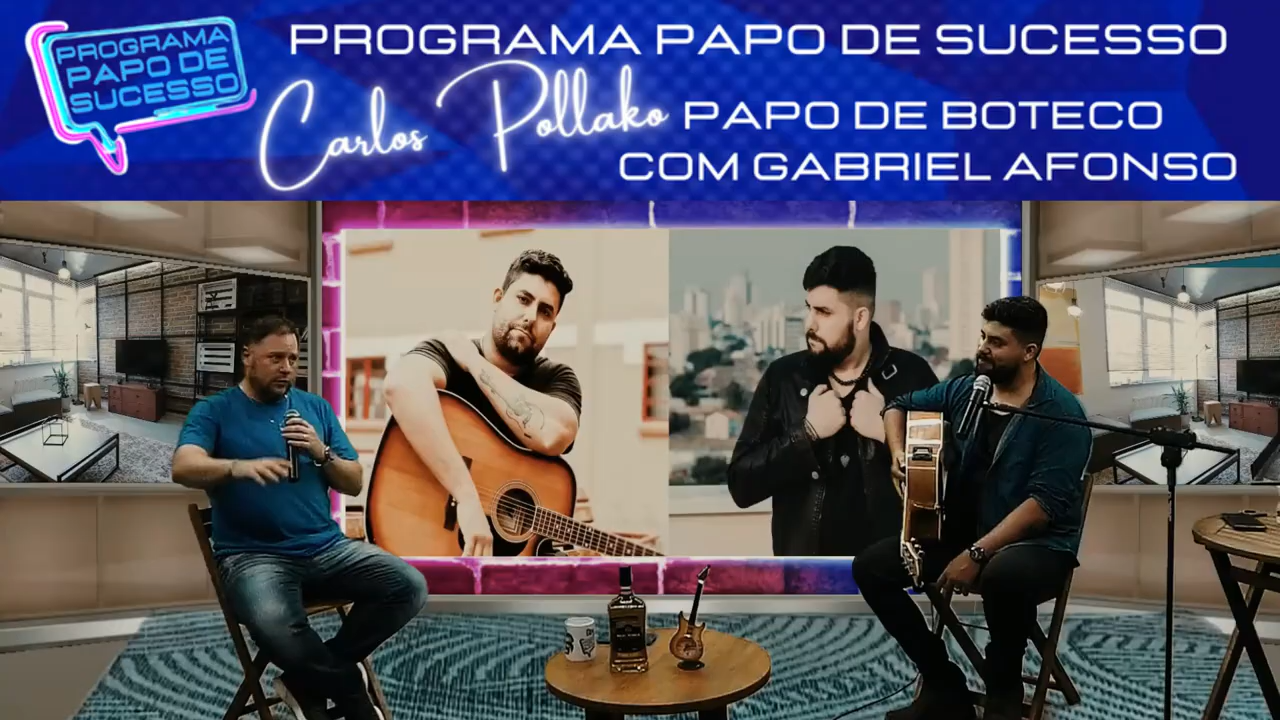 PROGRAMA
PAPO DE
SUCESSO
PROGRAMA PAPO DE SUCESSO
Carlos Pollako
PAPO DE BOTECO
COM GABRIEL AFONSO